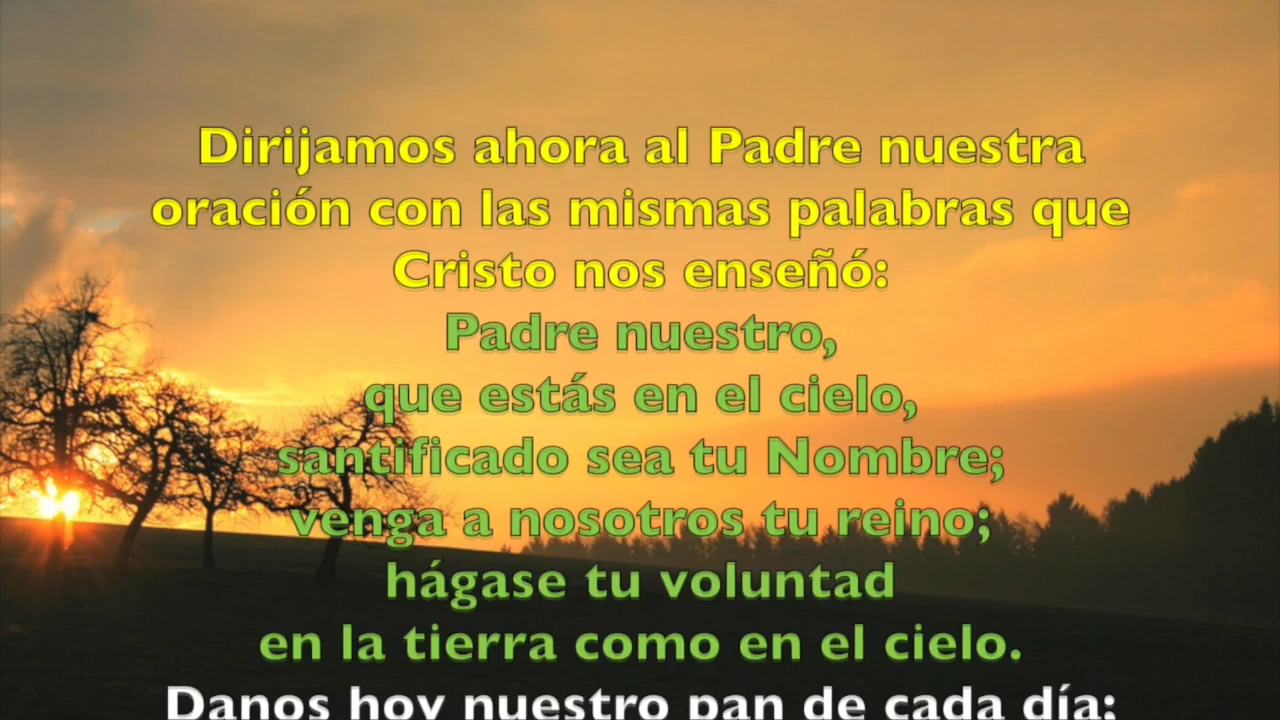 Dirijamos ahora al Padre nuestra
oración con las mismas palabras que
Cristo nos enseñó:
Padre nuestro,
que estás en el cielo,
santificado sea tu Nombre;
venga a nosotros tu reino;
hágase tu voluntad
en la tierra como en el cielo.
Danos hoy nuestro pan de cada día;